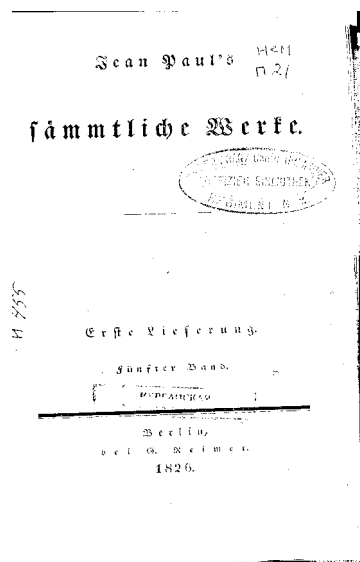 Jean Paul's
sämmtliche Werke.
Erste Lieferung.
Fünfter Band.
Berlin,
bei G. Reimer.
1826.